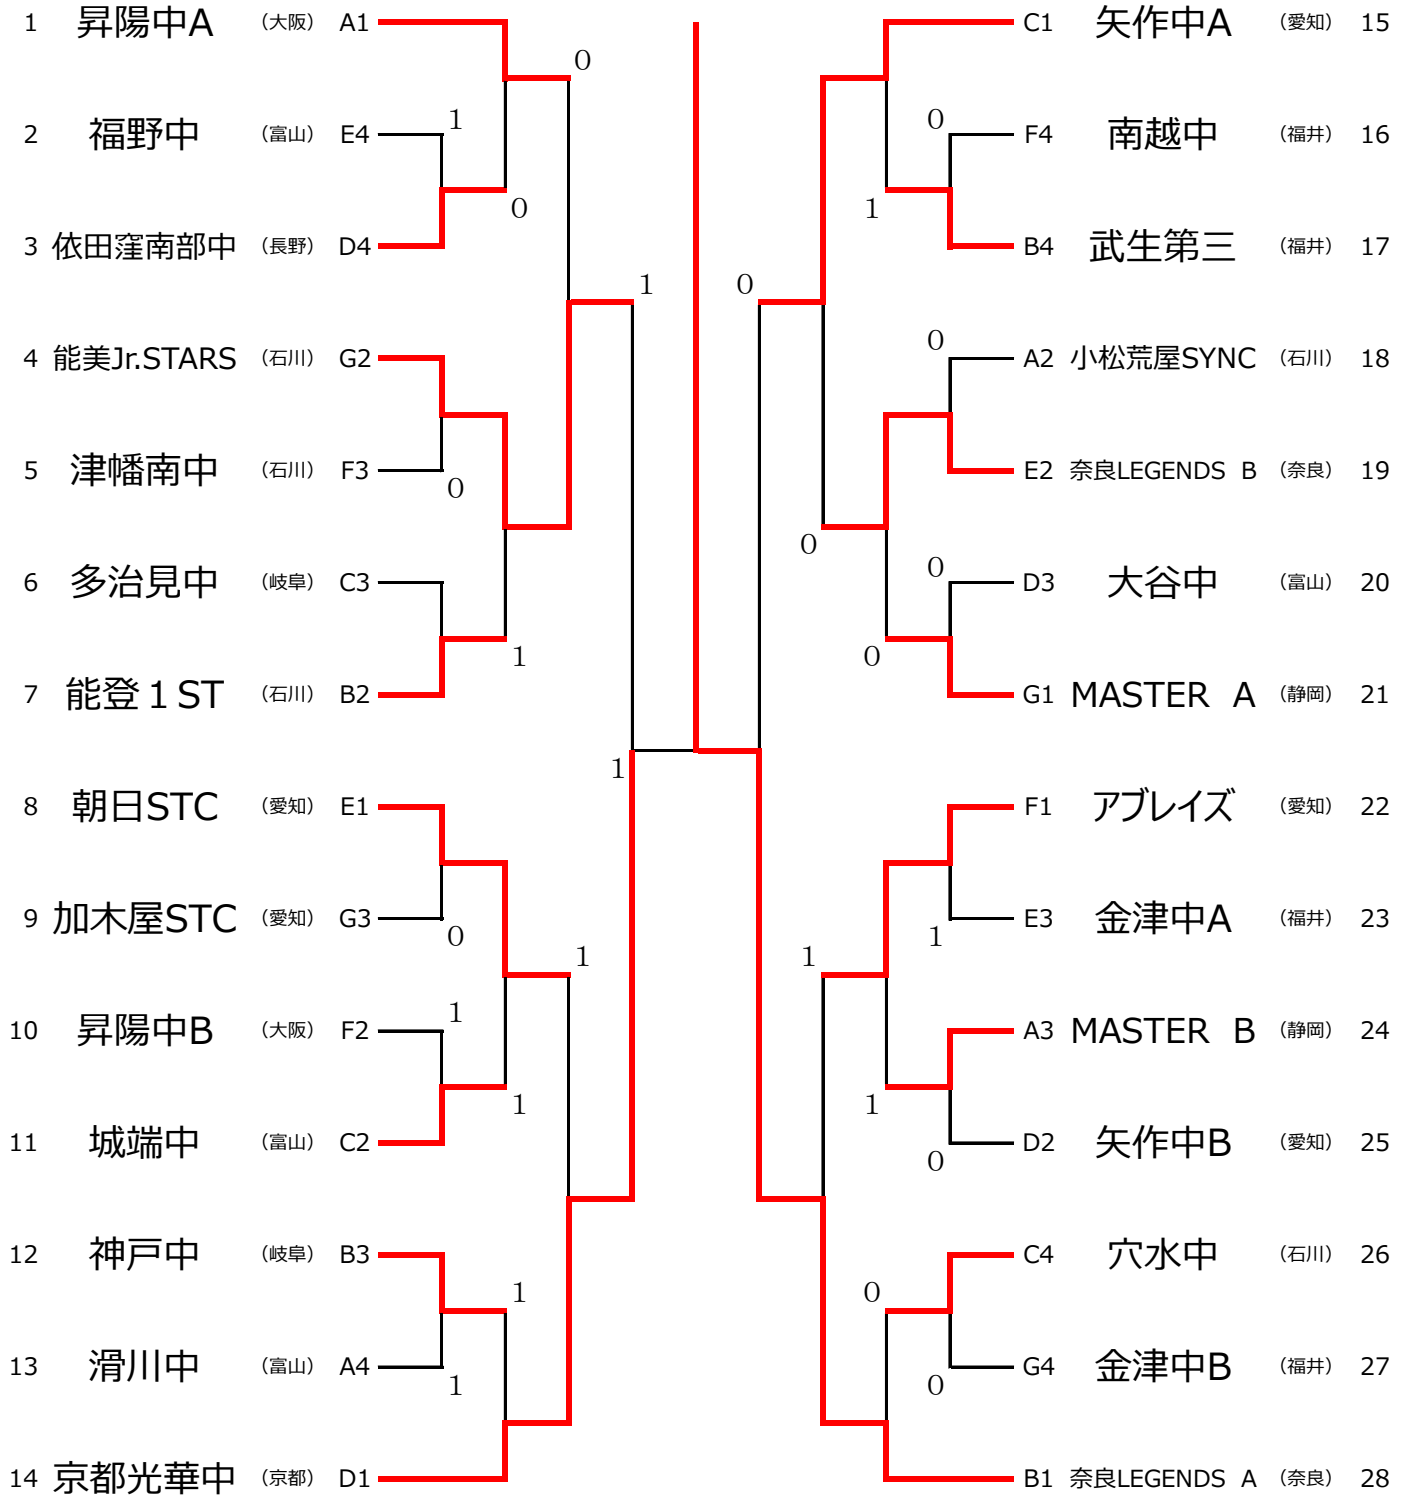 1 昇陽中A （大阪） A1
0
2 福野中 （富山） E4
1
0
3 依田窪南部中 （長野） D4
1
4 能美Jr.STARS （石川） G2
5 津幡南中 （石川） F3
0
6 多治見中 （岐阜） C3
1
7 能登１ST （石川） B2
1
8 朝日STC （愛知） E1
9 加木屋STC （愛知） G3
0
1
10 昇陽中B （大阪） F2
1
1
11 城端中 （富山） C2
12 神戸中 （岐阜） B3
1
13 滑川中 （富山） A4
1
14 京都光華中 （京都） D1
C1 矢作中A （愛知） 15
0
F4 南越中 （福井） 16
1
B4 武生第三 （福井） 17
0
0
A2 小松荒屋SYNC （石川） 18
E2 奈良LEGENDS B （奈良） 19
0
0
D3 大谷中 （富山） 20
0
G1 MASTER A （静岡） 21
F1 アブレイズ （愛知） 22
E3 金津中A （福井） 23
1
1
A3 MASTER B （静岡） 24
1
D2 矢作中B （愛知） 25
0
C4 穴水中 （石川） 26
0
G4 金津中B （福井） 27
0
B1 奈良LEGENDS A （奈良） 28